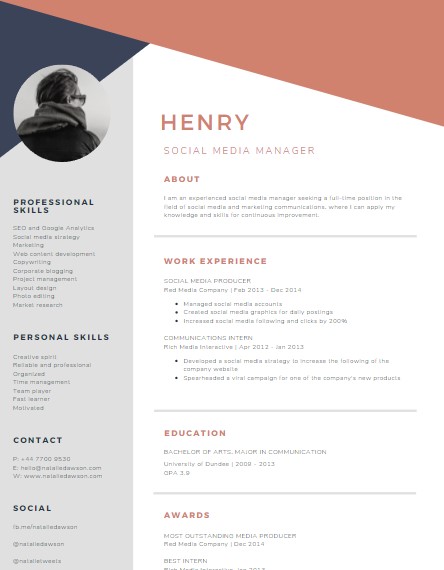 HENRY
SOCIAL MEDIA MANAGER
ABOUT
I am an experienced social media manager seeking a full-time position in the
field of social media and marketing communications, where I can apply my
knowledge and skills for continuous improvement.
WORK EXPERIENCE
SOCIAL MEDIA PRODUCER
Red Media Company | Feb 2013 - Dec 2014
• Managed social media accounts
• Created social media graphics for daily postings
• Increased social media following and clicks by 200%
COMMUNICATIONS INTERN
Rich Media Interactive | Apr 2012 - Jan 2013
• Developed a social media strategy to increase the following of the
company website
• Spearheaded a viral campaign for one of the company's new products
EDUCATION
BACHELOR OF ARTS, MAJOR IN COMMUNICATION
University of Dundee | 2009 - 2013
GPA 3.9
AWARDS
MOST OUTSTANDING MEDIA PRODUCER
Red Media Company | Dec 2014
BEST INTERN
Rich Media Interactive, Jan 2013
PROFESSIONAL
SKILLS
SEO and Google Analytics
Social media strategy
Marketing
Web content development
Copywriting
Corporate blogging
Project management
Layout design
Photo editing
Market research
PERSONAL SKILLS
Creative spirit
Reliable and professional
Organized
Time management
Team player
Fast learner
Motivated
CONTACT
P: +44 7700 8530
E: hello@nataliedawson.com
W: www.nataliedawson.com
SOCIAL
fb.me/nataliedawson
@nataliedawson
@natalietweets